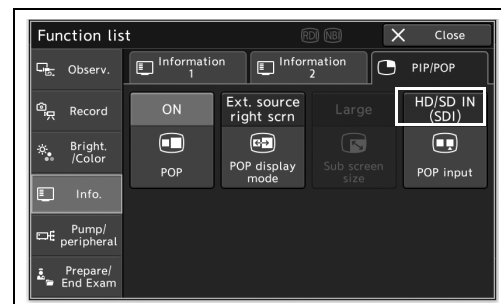 Function list
RDI
NBI
Close
Observ.
Record
Bright.
/Color
Info.
Pump/
peripheral
Prepare/
End Exam
Information
1
Information
2
PIP/POP
ON
POP
Ext. source
right scrn
POP display
mode
Large
Sub screen
size
HD/SD IN
(SDI)
POP input